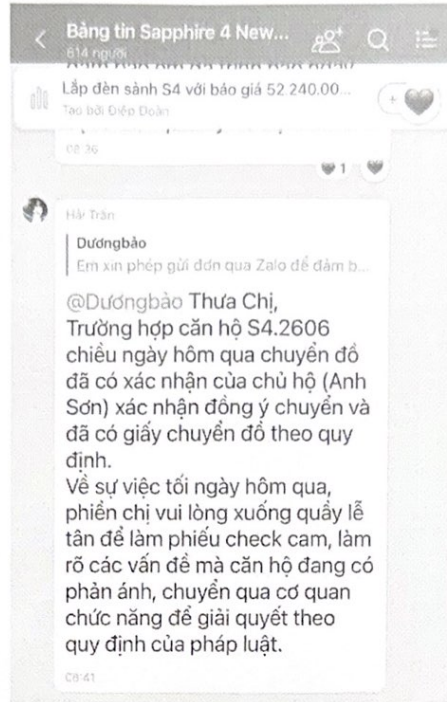 Bảng tin Sapphire 4 New...
614 người
Lắp đèn sảnh S4 với báo giá 52.240.00...
Tạo bởi Điệp Đoàn
08:36
1
Hải Trần
Dươngbảo
Em xin phép gửi đơn qua Zalo để đảm b...
@Dươngbảo Thưa Chị,
Trường hợp căn hộ S4.2606
chiều ngày hôm qua chuyển đồ
đã có xác nhận của chủ hộ (Anh
Sơn) xác nhận đồng ý chuyển và
đã có giấy chuyển đồ theo quy
định.
Về sự việc tối ngày hôm qua,
phiền chị vui lòng xuống quầy lễ
tân để làm phiếu check cam, làm
rõ các vấn đề mà căn hộ đang có
phản ánh, chuyển qua cơ quan
chức năng để giải quyết theo
quy định của pháp luật.
08:41